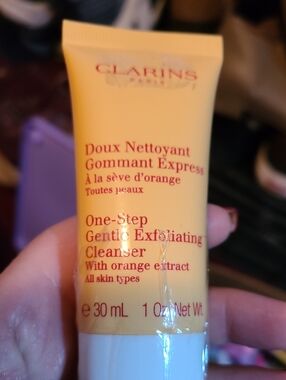 CLARINS
PARIS
Doux Nettoyant
Gommant Express
À la sève d'orange
Toutes peaux
One-Step
Gentle Exfoliating
Cleanser
With orange extract
All skin types
℮ 30 mL 1 Oz. Net Wt.